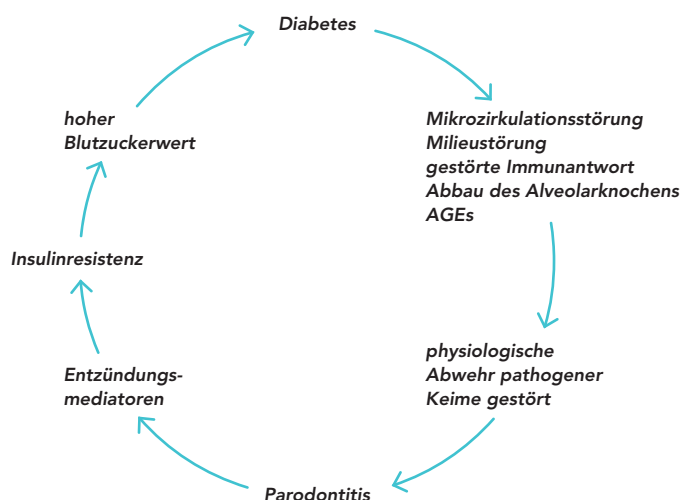 Diabetes
Mikrozirkulationsstörung
Milieustörung
gestörte Immunantwort
Abbau des Alveolarknochens
AGEs
physiologische
Abwehr pathogener
Keime gestört
Parodontitis
Entzündungs-
mediatoren
Insulinresistenz
hoher
Blutzuckerwert